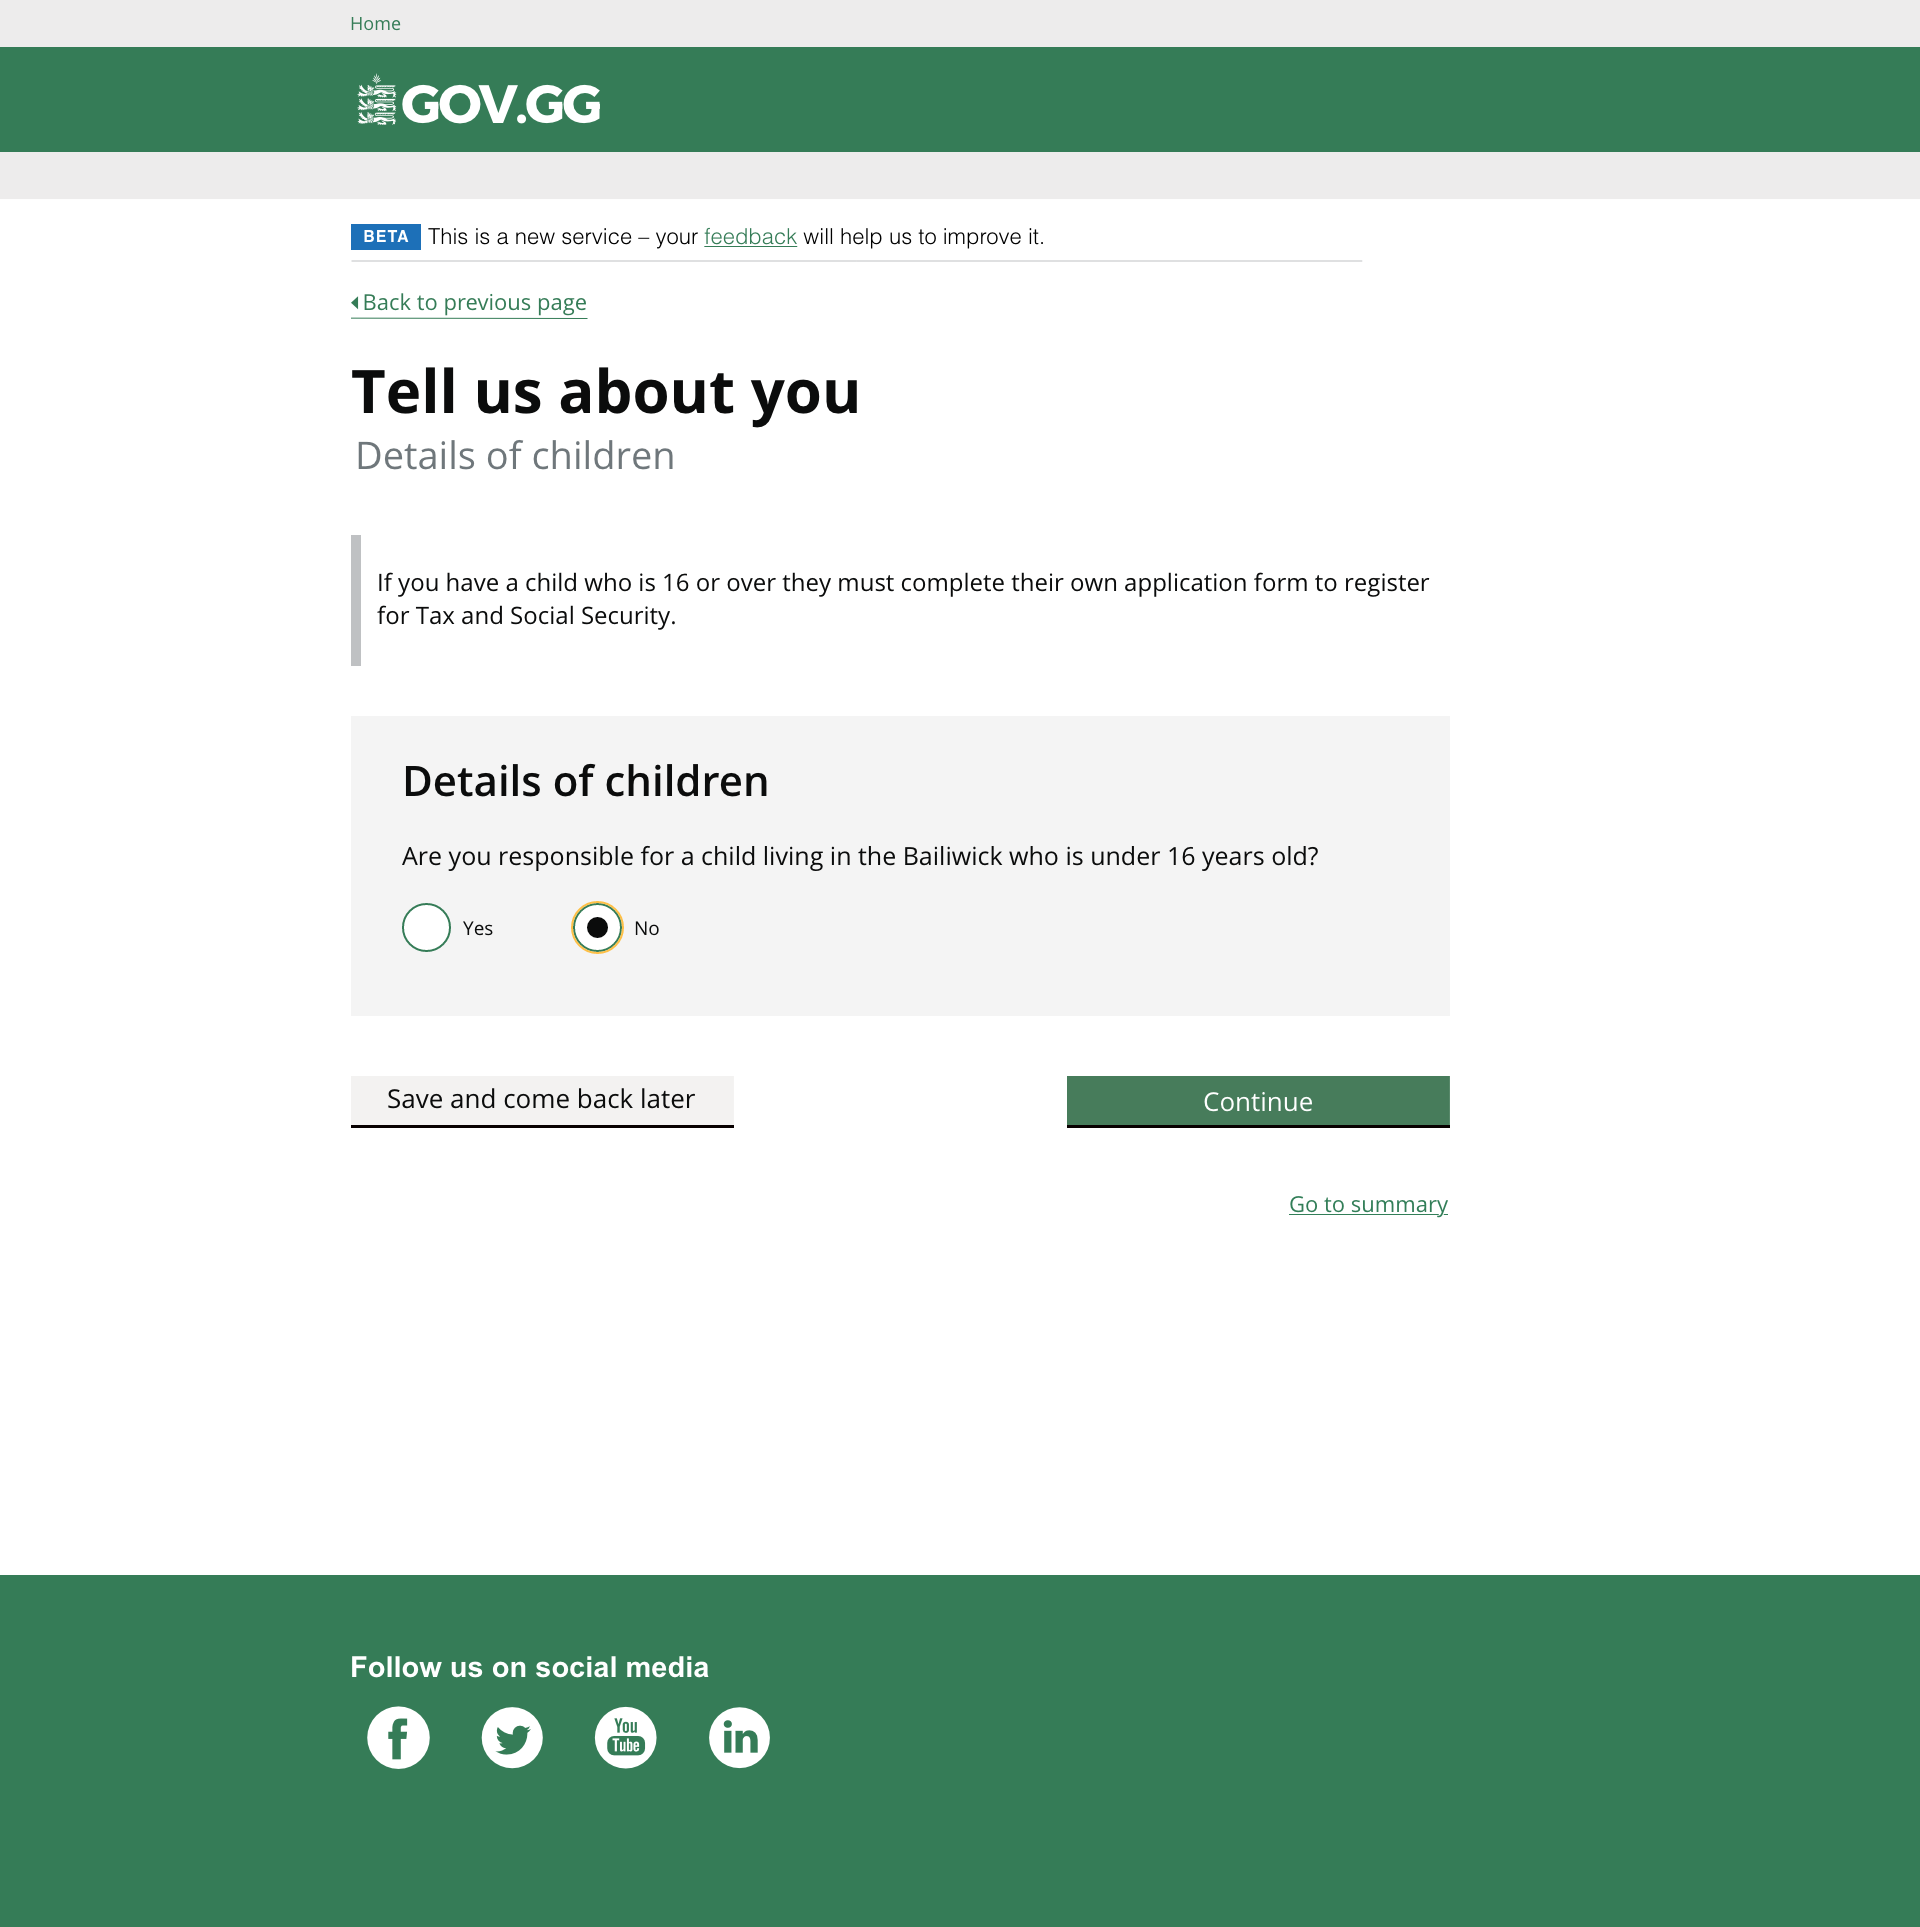 Home
GOV.GG
BETA This is a new service – your feedback will help us to improve it.
Back to previous page
Tell us about you
Details of children
If you have a child who is 16 or over they must complete their own application form to register
for Tax and Social Security.
Details of children
Are you responsible for a child living in the Bailiwick who is under 16 years old?
Yes No
Save and come back later Continue
Go to summary
Follow us on social media
f You Tube in